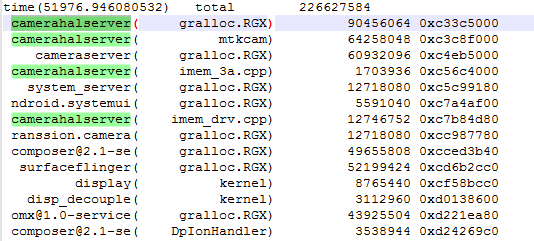 time(51976.946080532) total 226627584
camerahalserver( gralloc.RGX) 90456064 0xc33c5000
camerahalserver( mtkcam) 64258048 0xc3c8f000
cameraserver( gralloc.RGX) 60932096 0xc4eb5000
camerahalserver( imem_3a.cpp) 1703936 0xc56c4000
system_server( gralloc.RGX) 12718080 0xc5c99180
ndroid.systemui( gralloc.RGX) 5591040 0xc7a4af00
camerahalserver( imem_drv.cpp) 12746752 0xc7b84d80
ranssion.camera( gralloc.RGX) 12718080 0xcc987780
composer@2.1-se( gralloc.RGX) 49655808 0xcced3b40
surfaceflinger( gralloc.RGX) 52199424 0xcd6b2cc0
display( kernel) 8765440 0xcf58bcc0
disp_decouple( kernel) 3112960 0xd0138600
omx@1.0-service( gralloc.RGX) 43925504 0xd221ea80
composer@2.1-se( DpIonHandler) 3538944 0xd24269c0